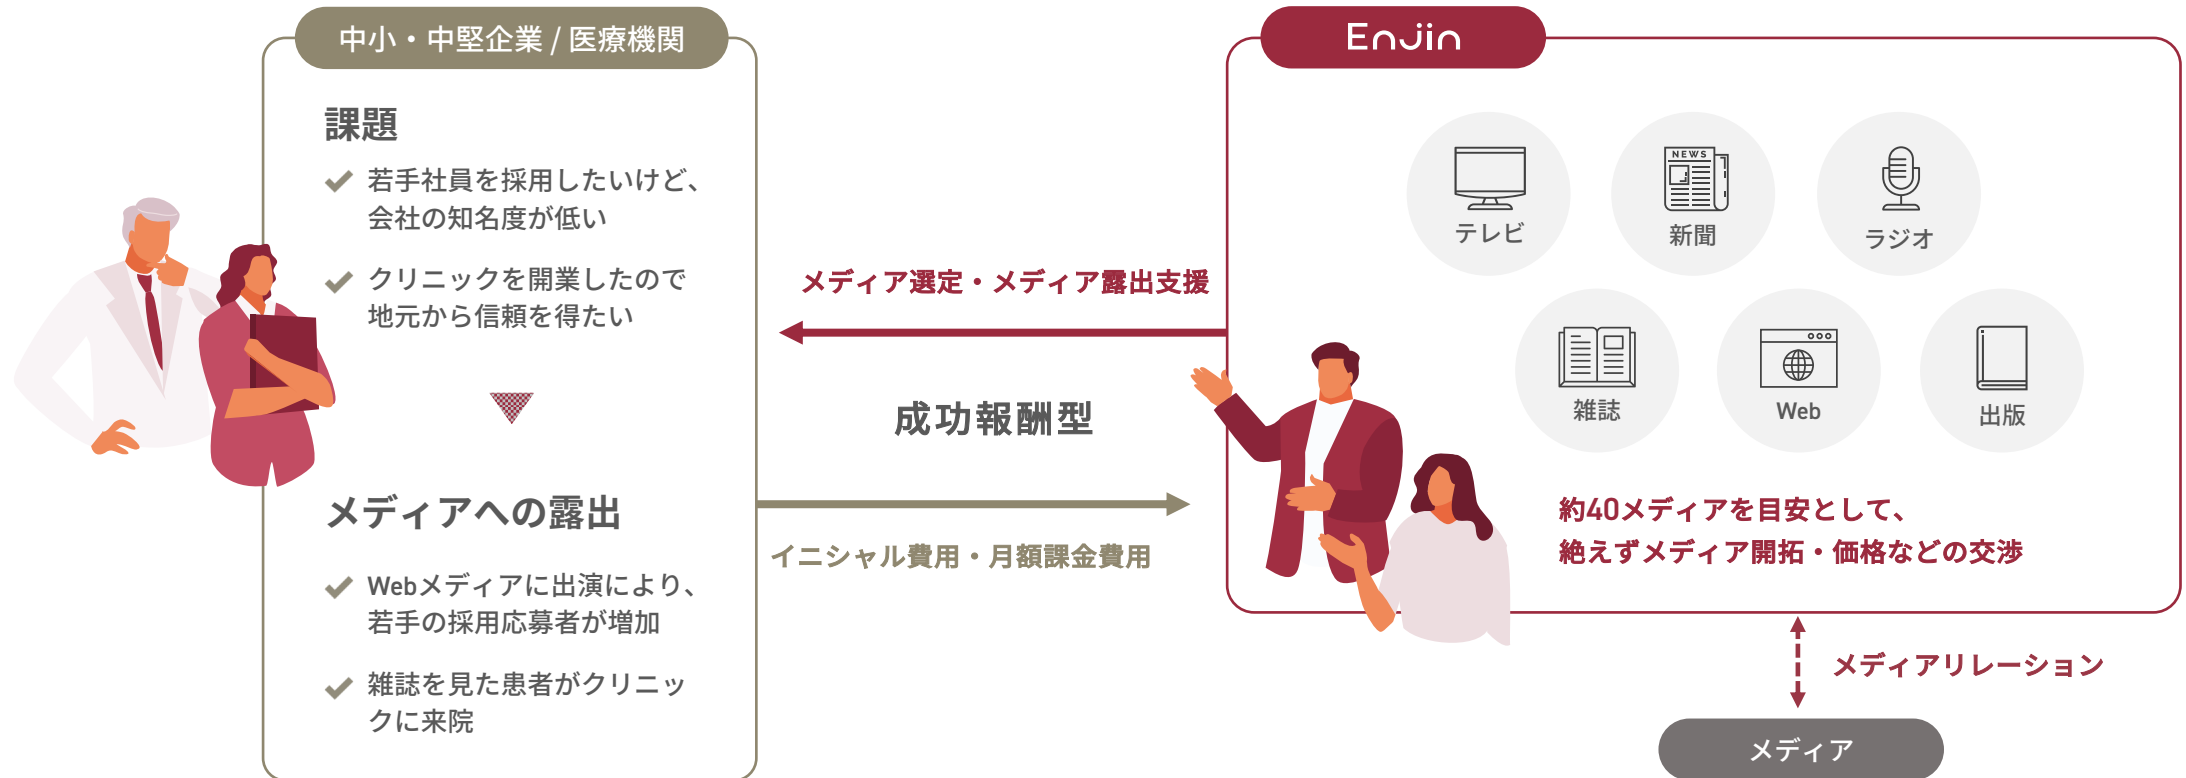 中小・中堅企業 / 医療機関
課題
若手社員を採用したいけど、
会社の知名度が低い
クリニックを開業したので
地元から信頼を得たい
メディアへの露出
Webメディアに出演により、
若手の採用応募者が増加
雑誌を見た患者がクリニッ
クに来院
メディア選定・メディア露出支援
成功報酬型
イニシャル費用・月額課金費用
Enjin
テレビ
NEWS
新聞
ラジオ
雑誌
Web
出版
約40メディアを目安として、
絶えずメディア開拓・価格などの交渉
メディアリレーション
メディア